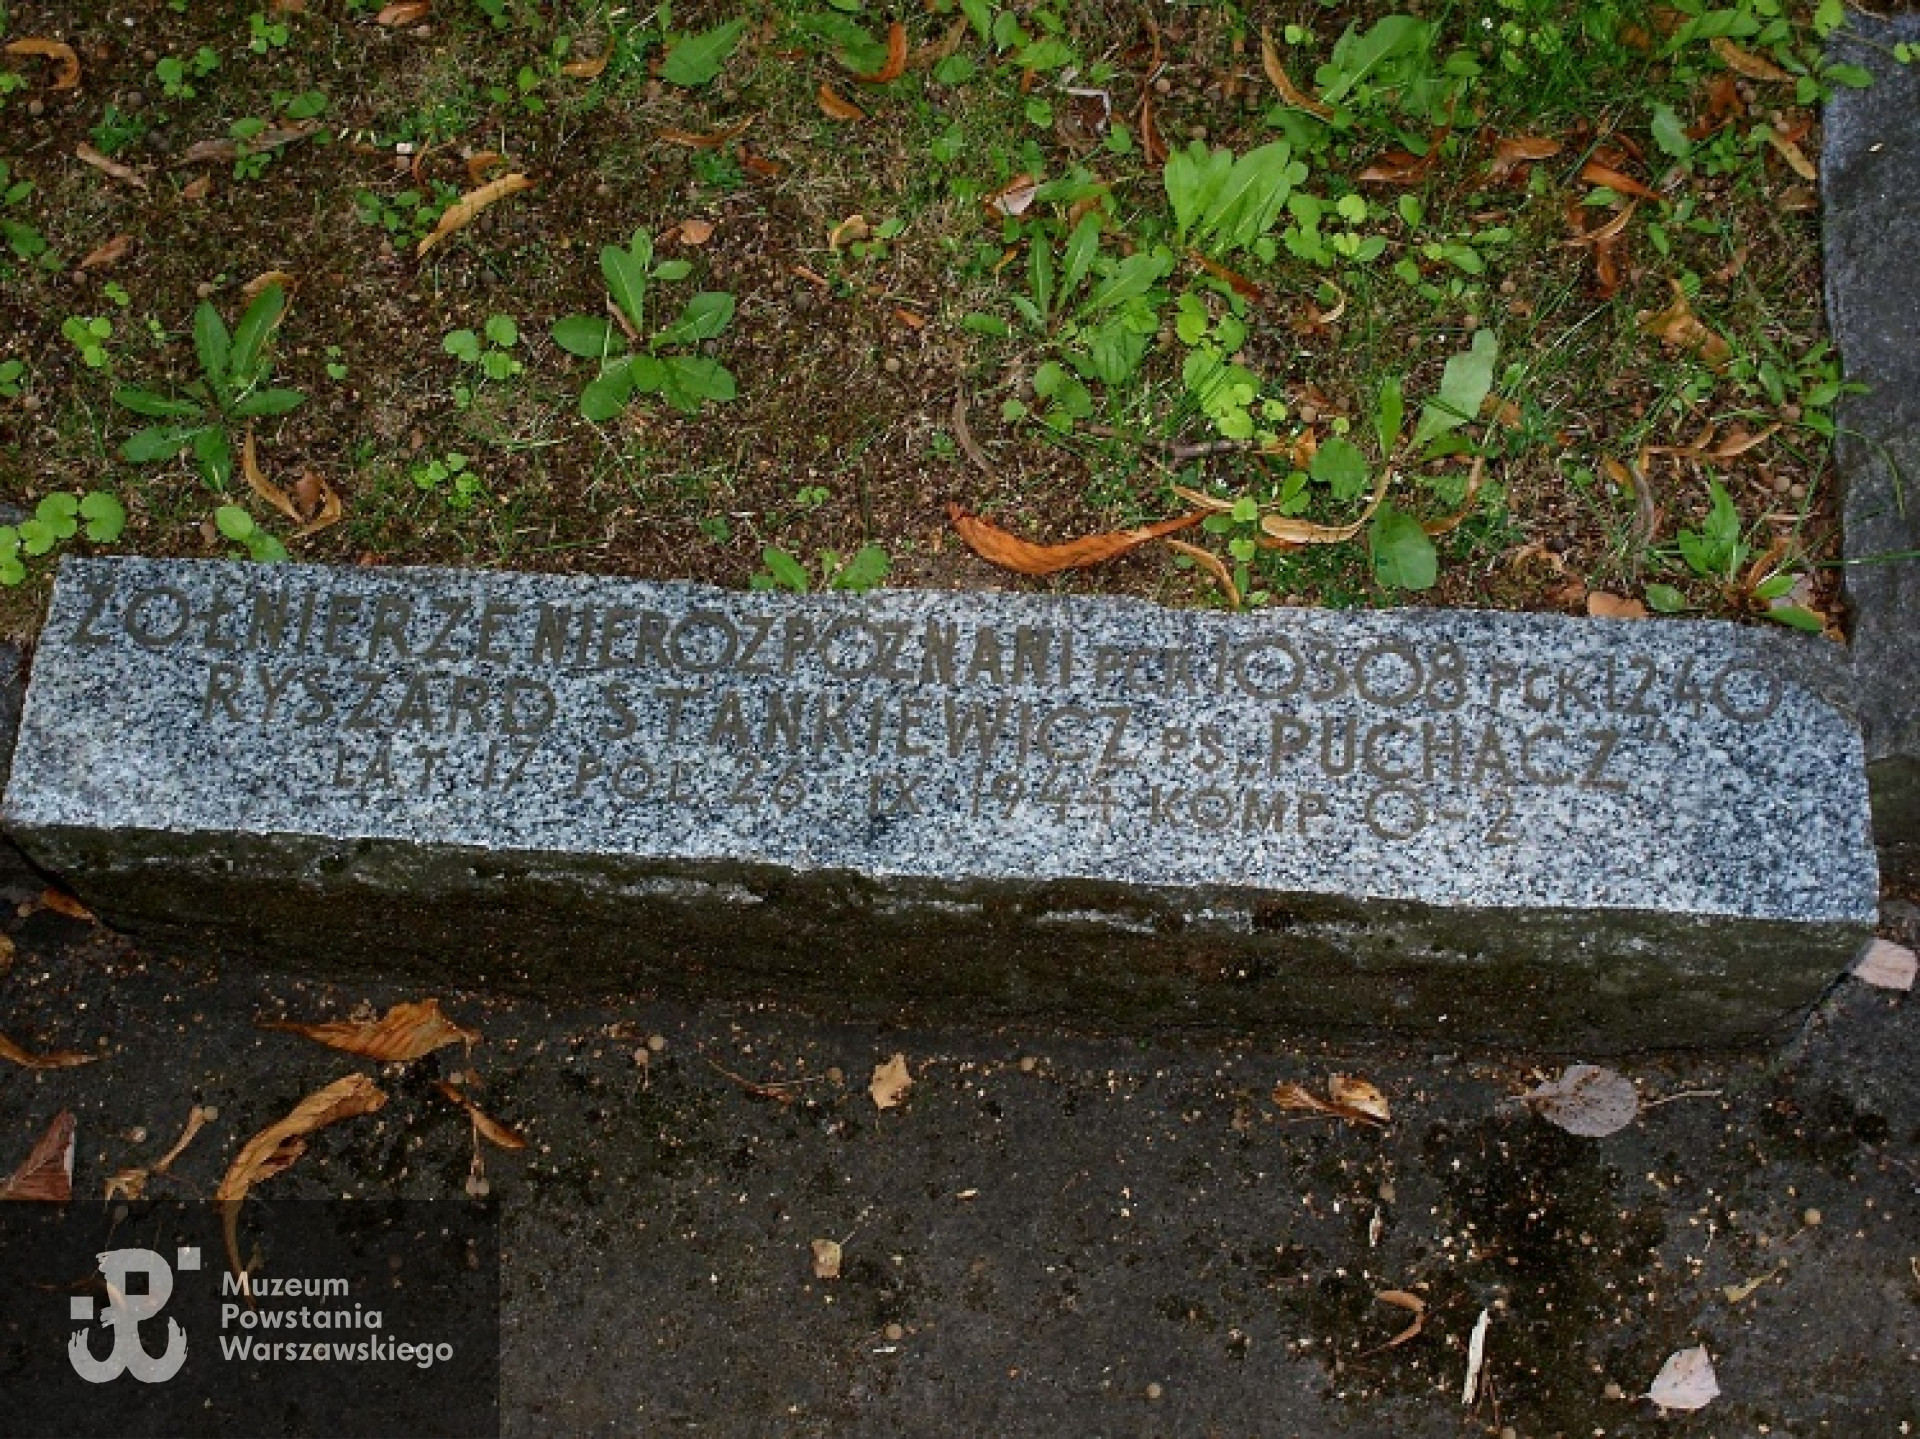 ŻOŁNIERZE NIEROZPOZNANI PCK 10308 PCK 1240
RYSZARD STANKIEWICZ PS „PUCHACZ”
LAT 17 POL 26 IX 1944 KOMP O-2
Muzeum
Powstania
Warszawskiego